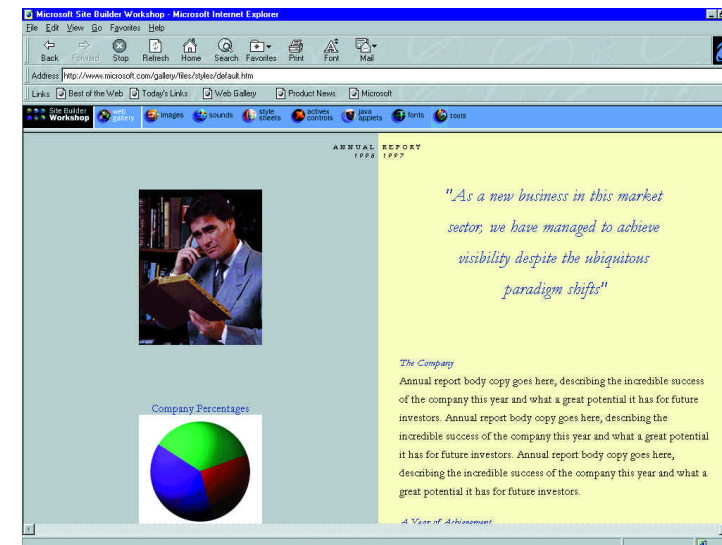 Microsoft Site Builder Workshop - Microsoft Internet Explorer
File Edit View Go Favorites Help
Back Forward Stop Refresh Home Search Favorites Print Font Mail
Address http://www.microsoft.com/gallery/files/styles/default.htm
Links Best of the Web Today's Links Web Gallery Product News Microsoft
Site Builder Workshop web gallery images sounds style sheets activex controls java applets fonts tools
ANNUAL REPORT
1996 1997
"As a new business in this market
sector, we have managed to achieve
visibility despite the ubiquitous
paradigm shifts"
The Company
Annual report body copy goes here, describing the incredible success
of the company this year and what a great potential it has for future
investors. Annual report body copy goes here, describing the
incredible success of the company this year and what a great potential
it has for future investors. Annual report body copy goes here,
describing the incredible success of the company this year and what a
great potential it has for future investors.
Company Percentages
A Year of Achievement